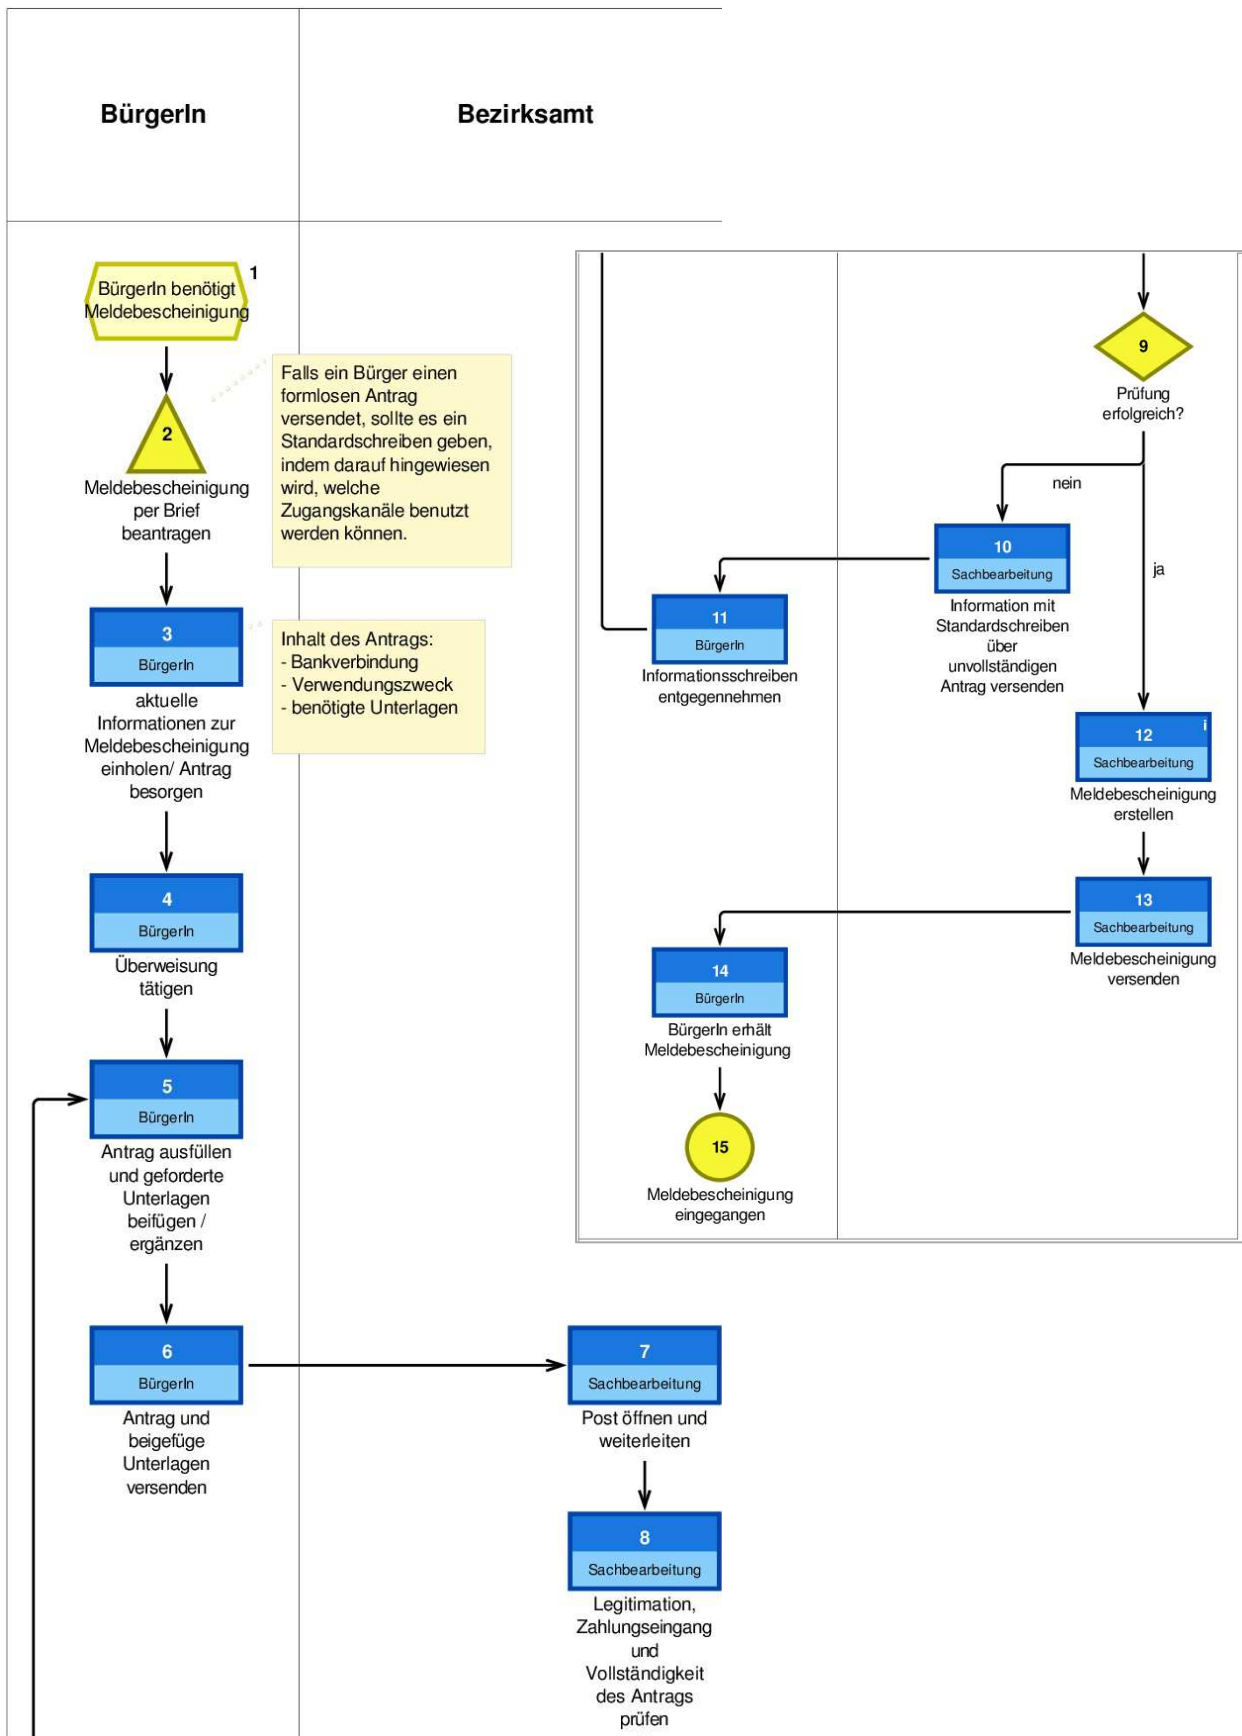 BürgerIn
Bezirksamt
1
BürgerIn benötigt
Meldebescheinigung
2
Meldebescheinigung
per Brief
beantragen
Falls ein Bürger einen
formlosen Antrag
versendet, sollte es ein
Standardschreiben geben,
indem darauf hingewiesen
wird, welche
Zugangskanäle benutzt
werden können.
3
BürgerIn
aktuelle
Informationen zur
Meldebescheinigung
einholen/ Antrag
besorgen
Inhalt des Antrags:
- Bankverbindung
- Verwendungszweck
- benötigte Unterlagen
4
BürgerIn
Überweisung
tätigen
5
BürgerIn
Antrag ausfüllen
und geforderte
Unterlagen
beifügen /
ergänzen
6
BürgerIn
Antrag und
beigefüge
Unterlagen
versenden
7
Sachbearbeitung
Post öffnen und
weiterleiten
8
Sachbearbeitung
Legitimation,
Zahlungseingang
und
Vollständigkeit
des Antrags
prüfen
9
Prüfung
erfolgreich?
nein
ja
10
Sachbearbeitung
Information mit
Standardschreiben
über
unvollständigen
Antrag versenden
11
BürgerIn
Informationsschreiben
entgegennehmen
12
i
Sachbearbeitung
Meldebescheinigung
erstellen
13
Sachbearbeitung
Meldebescheinigung
versenden
14
BürgerIn
BürgerIn erhält
Meldebescheinigung
15
Meldebescheinigung
eingegangen